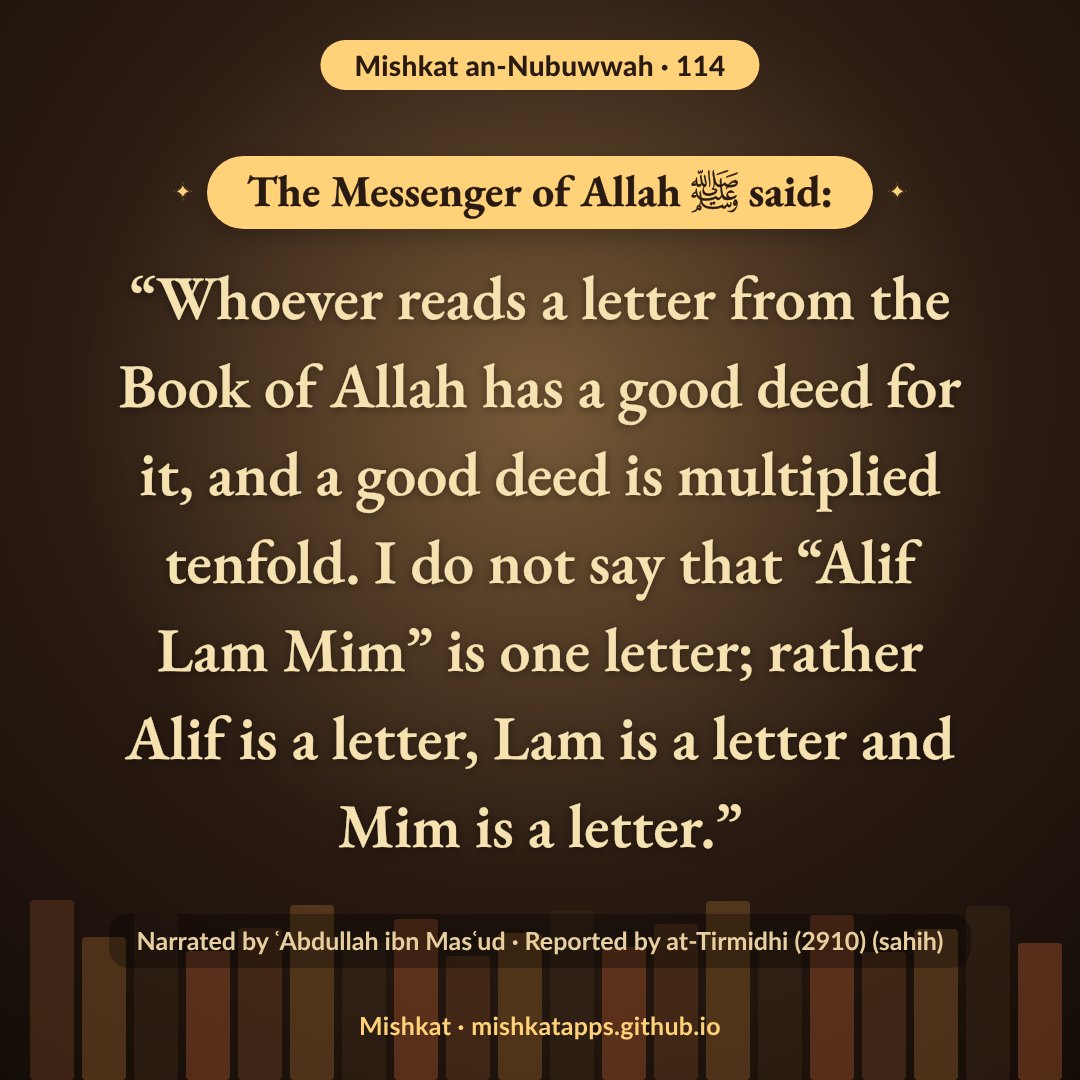 Mishkat an-Nubuwwah · 114
The Messenger of Allah ﷺ said:
“Whoever reads a letter from the
Book of Allah has a good deed for
it, and a good deed is multiplied
tenfold. I do not say that “Alif
Lam Mim” is one letter; rather
Alif is a letter, Lam is a letter and
Mim is a letter.”
Narrated by ʿAbdullah ibn Masʿud · Reported by at-Tirmidhi (2910) (sahih)
Mishkat · mishkatapps.github.io